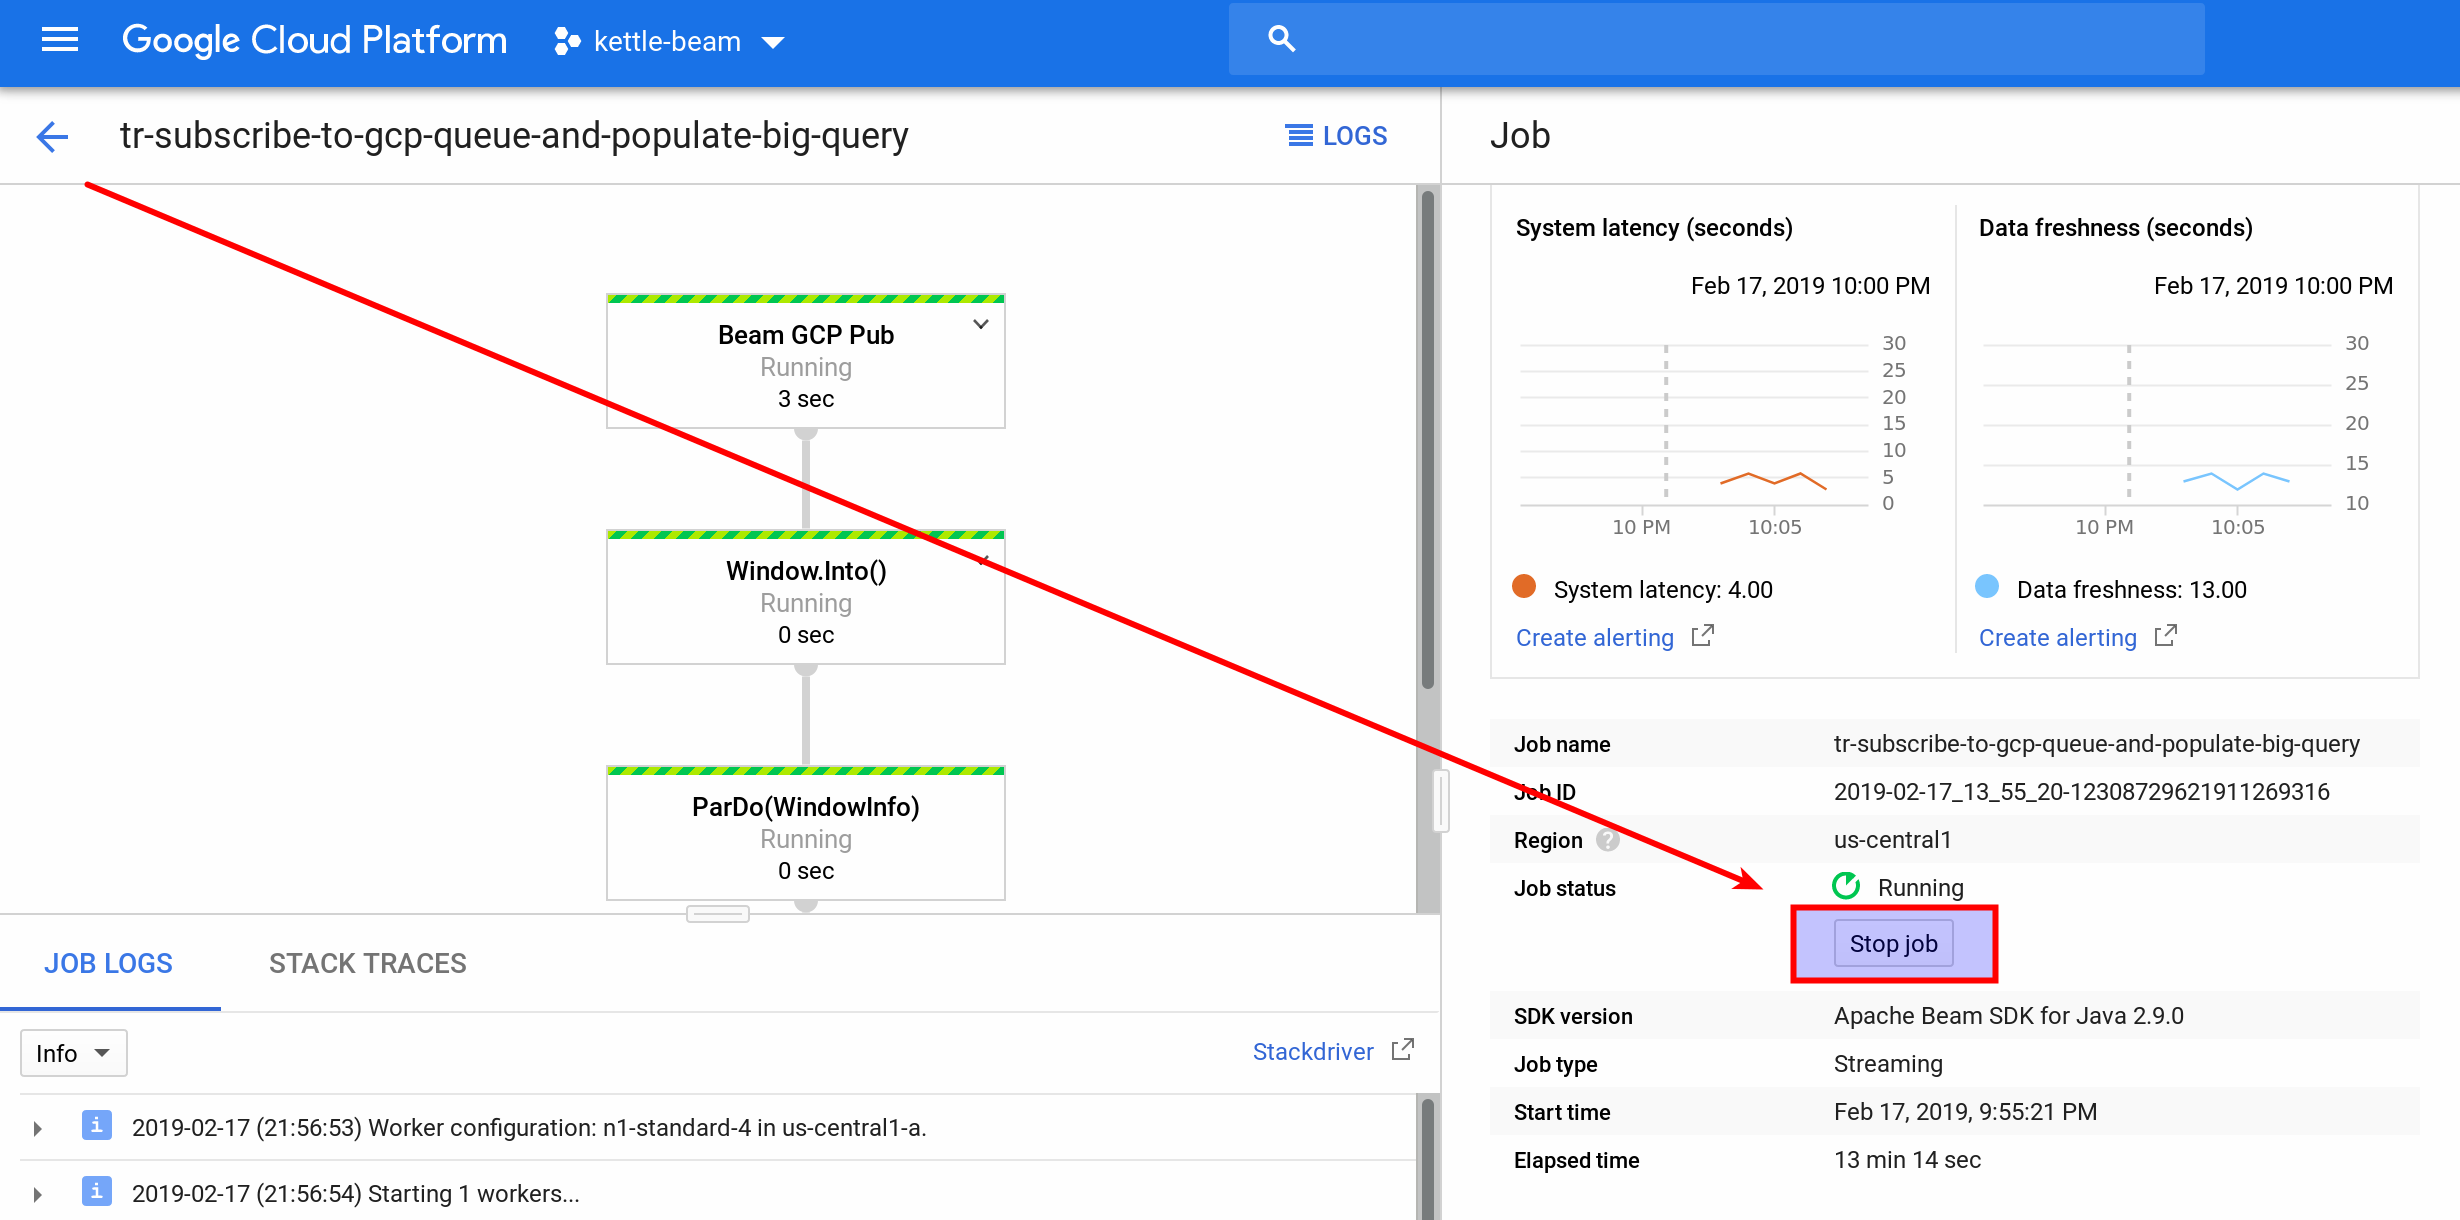 Google Cloud Platform
kettle-beam
tr-subscribe-to-gcp-queue-and-populate-big-query
LOGS
Beam GCP Pub
Running
3 sec
Window.Into()
Running
0 sec
ParDo(WindowInfo)
Running
0 sec
JOB LOGS
STACK TRACES
Info
Stackdriver
i
2019-02-17 (21:56:53) Worker configuration: n1-standard-4 in us-central1-a.
i
2019-02-17 (21:56:54) Starting 1 workers...
Job
System latency (seconds)
Feb 17, 2019 10:00 PM
30
25
20
15
10
5
0
10 PM
10:05
System latency: 4.00
Create alerting
Data freshness (seconds)
Feb 17, 2019 10:00 PM
30
25
20
15
10
10 PM
10:05
Data freshness: 13.00
Create alerting
Job name
tr-subscribe-to-gcp-queue-and-populate-big-query
Job ID
2019-02-17_13_55_20-12308729621911269316
Region ?
us-central1
Job status
Running
Stop job
SDK version
Apache Beam SDK for Java 2.9.0
Job type
Streaming
Start time
Feb 17, 2019, 9:55:21 PM
Elapsed time
13 min 14 sec